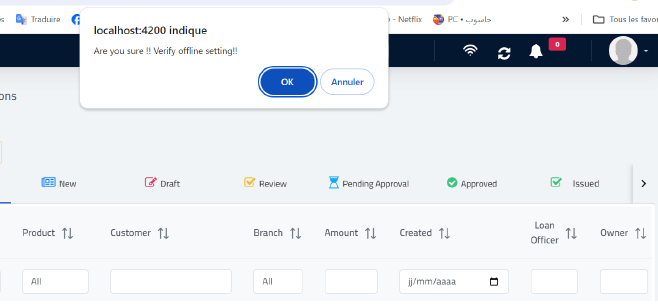 Traduire
- Netflix
PC • حاسوب
»
Tous les favor
localhost:4200 indique
Are you sure !! Verify offline setting!!
OK
Annuler
0
ons
New
Draft
Review
Pending Approval
Approved
Issued
Product
Customer
Branch
Amount
Created
Loan
Officer
Owner
All
All
jj/mm/aaaa